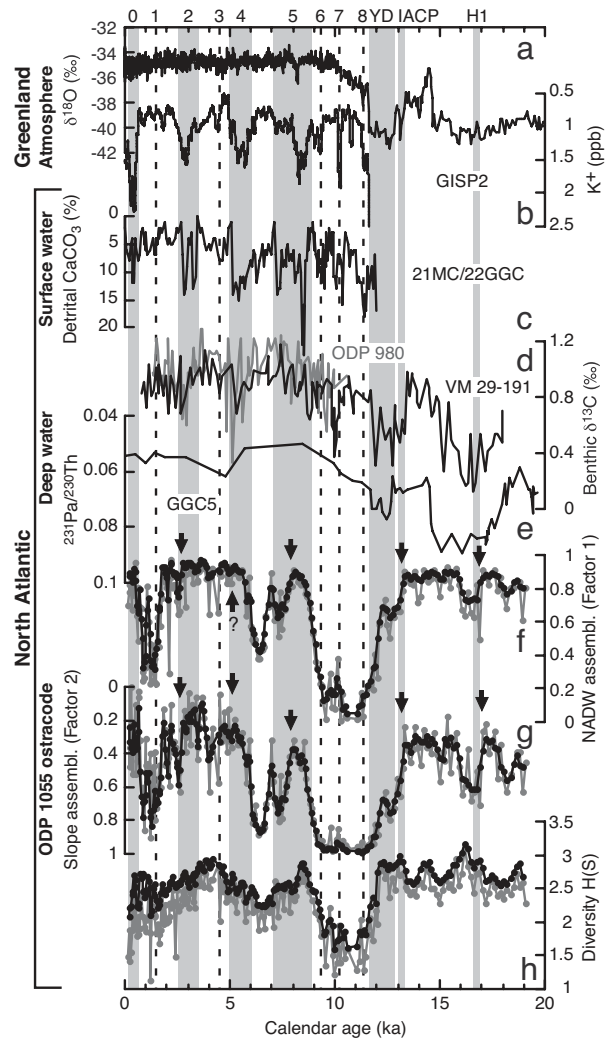 0 1 2 3 4 5 6 7 8 YD IACP H1
-32
-34
-36
-38
-40
-42
Greenland
Atmosphere
δ18O (‰)
a
0.5
1
1.5
2
2.5
K+ (ppb)
GISP2
b
0
5
10
15
20
Surface water
Detrital CaCO3 (%)
21MC/22GGC
c
ODP 980
d
VM 29-191
1.2
0.8
0.4
0
Benthic δ13C (‰)
0.04
0.06
0.08
0.1
Deep water
231Pa/230Th
GGC5
e
North Atlantic
?
f
1
0.8
0.6
0.4
0.20
0
NADW assembl. (Factor 1)
0
0.2
0.4
0.6
0.8
1
ODP 1055 ostracode
Slope assembl. (Factor 2)
g
3.5
3
2.5
2
1.5
1
Diversity H(S)
h
0 5 10 15 20
Calendar age (ka)